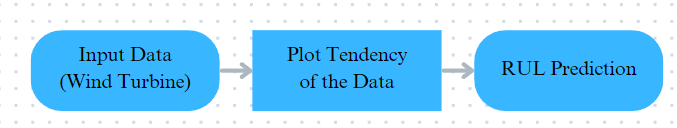 Input Data
(Wind Turbine)
Plot Tendency
of the Data
RUL Prediction